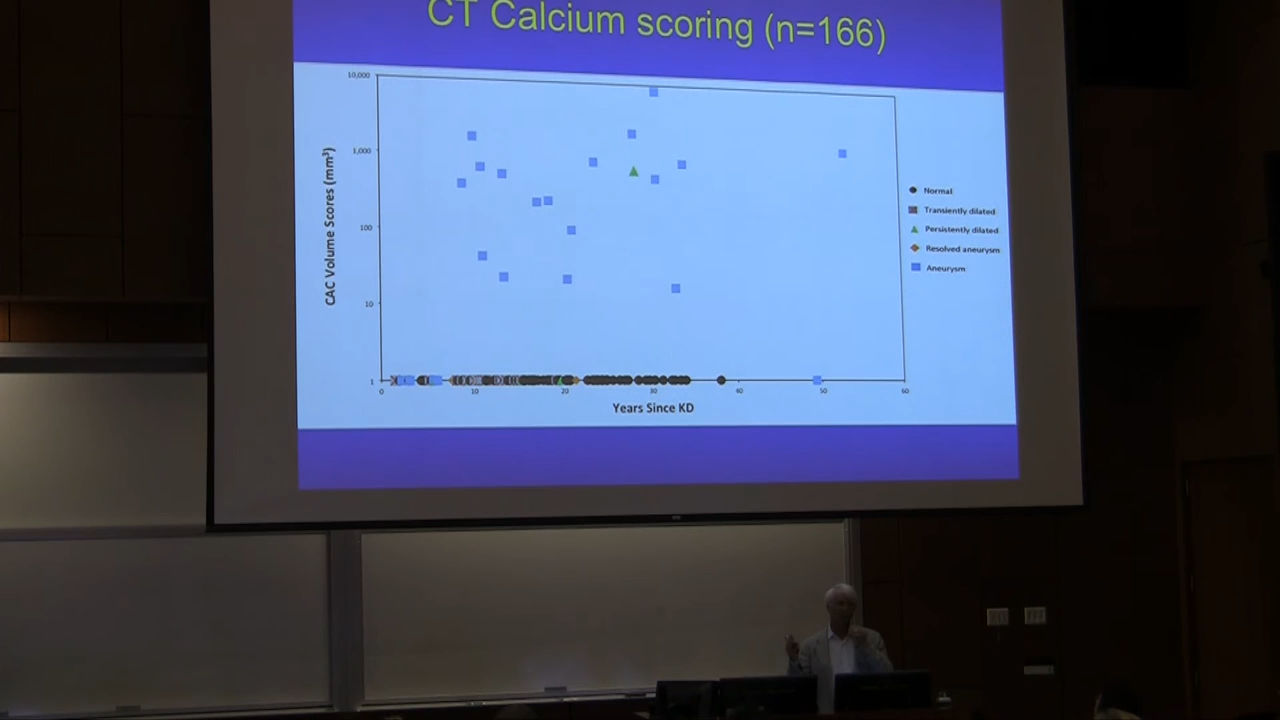 CT Calcium scoring (n=166)
10,000
1,000
100
10
1
CAC Volume Scores (mm³)
0 10 20 30 40 50 60
Years Since KD
Normal
Transiently dilated
Persistently dilated
Resolved aneurysm
Aneurysm